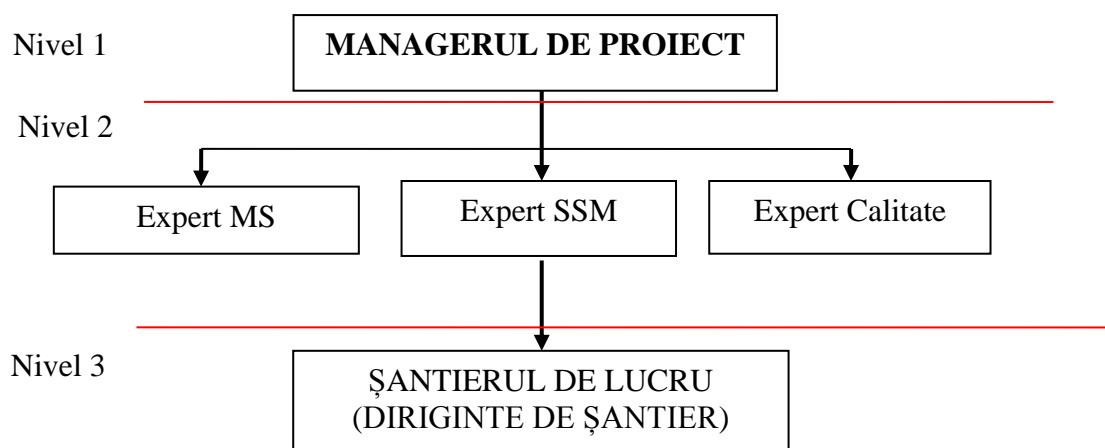 Nivel 1
MANAGERUL DE PROIECT
Nivel 2
Expert MS
Expert SSM
Expert Calitate
Nivel 3
ȘANTIERUL DE LUCRU
(DIRIGINTE DE ȘANTIER)